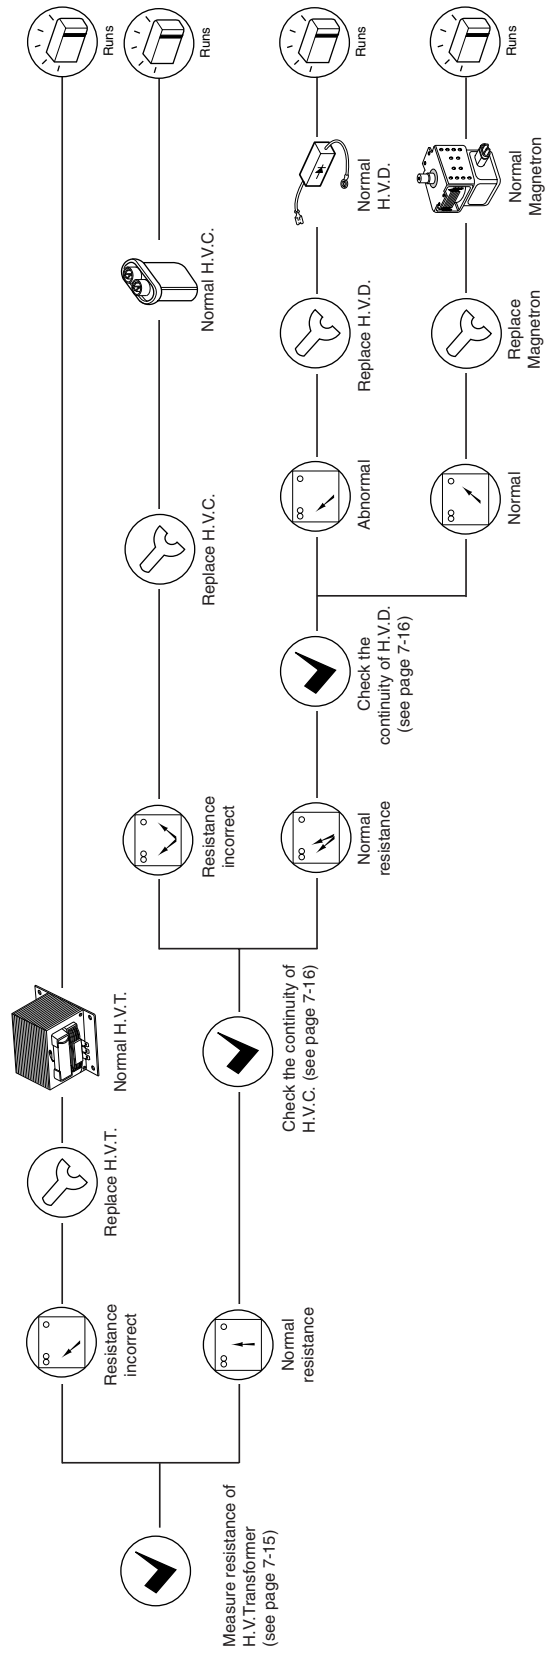 Measure resistance of
H.V.Transformer
(see page 7-15)
Resistance
incorrect
Replace H.V.T.
Normal H.V.T.
Runs
Normal
resistance
Check the continuity of
H.V.C. (see page 7-16)
Resistance
incorrect
Replace H.V.C.
Normal H.V.C.
Runs
Normal
resistance
Check the
continuity of H.V.D.
(see page 7-16)
Abnormal
Replace H.V.D.
Normal
H.V.D.
Runs
Normal
Replace
Magnetron
Normal
Magnetron
Runs